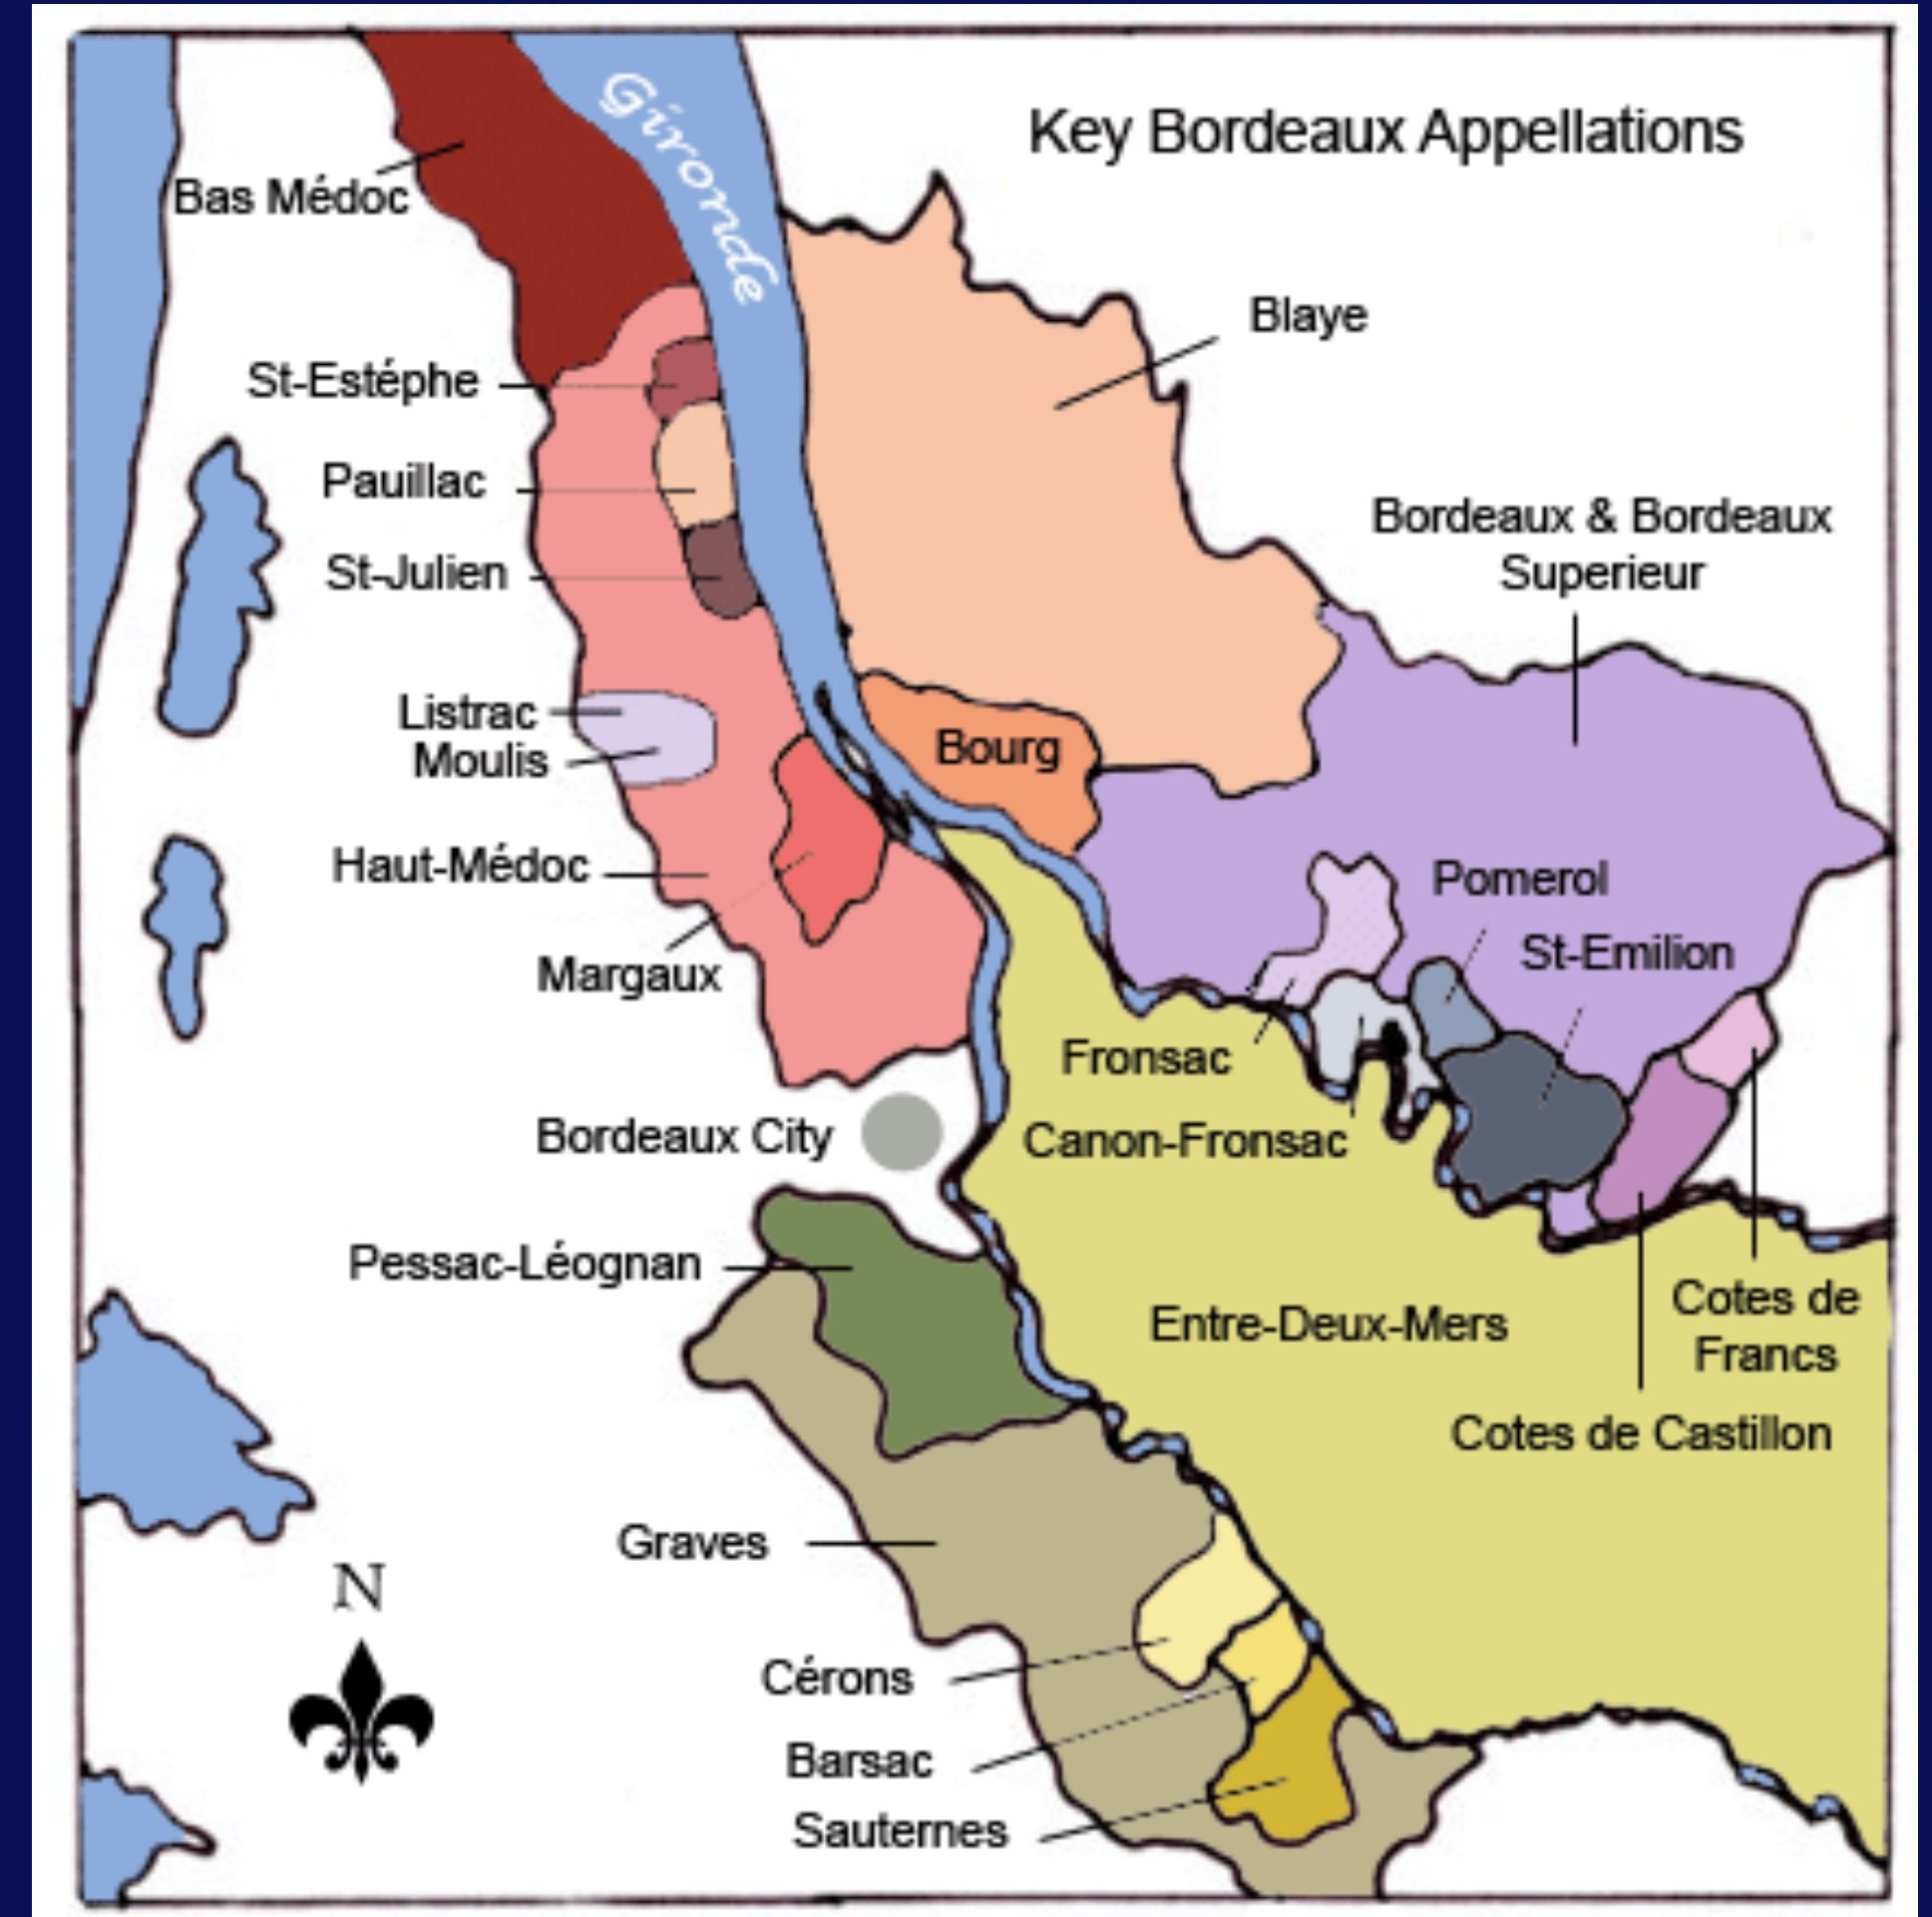 Gironde
Key Bordeaux Appellations
Bas Médoc
Blaye
St-Estéphe
Pauillac
Bordeaux & Bordeaux
Superieur
St-Julien
Listrac
Moulis
Bourg
Haut-Médoc
Pomerol
St-Emilion
Margaux
Fronsac
Canon-Fronsac
Bordeaux City
Pessac-Léognan
Entre-Deux-Mers
Cotes de
Francs
Cotes de Castillon
Graves
N
Cérons
Barsac
Sauternes